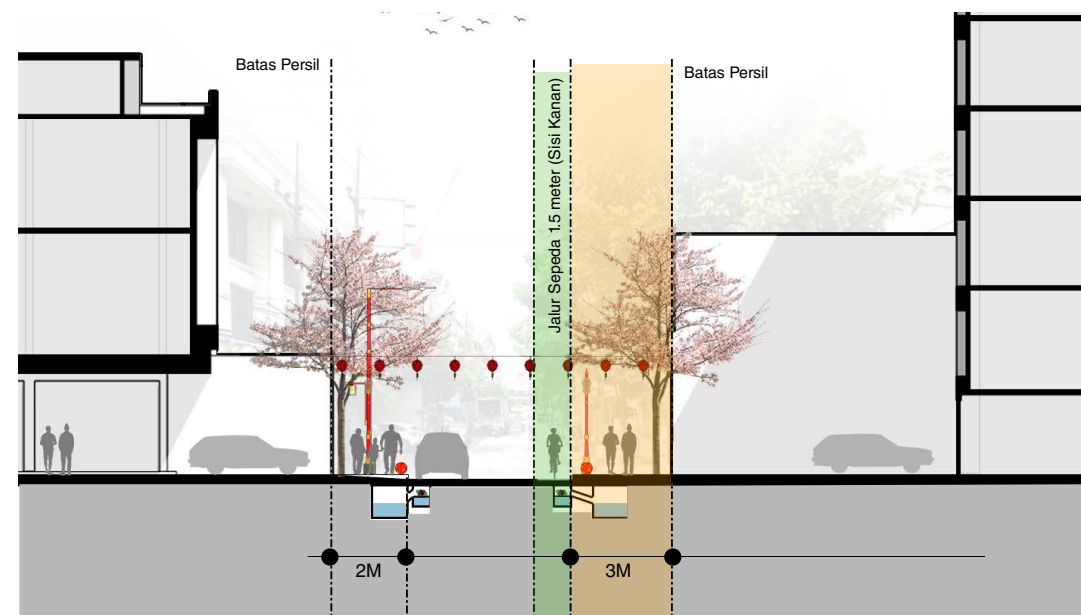 Batas Persil
Batas Persil
Jalur Sepeda 1.5 meter (Sisi Kanan)
2M
3M